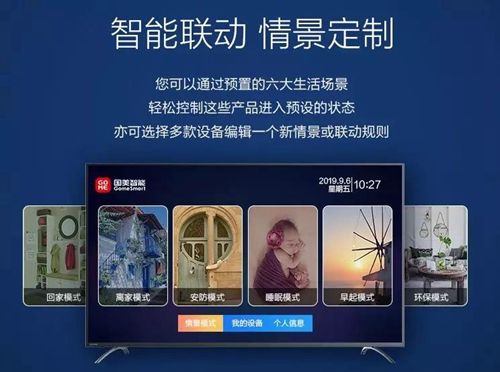 智能联动 情景定制
您可以通过预置的六大生活场景
轻松控制这些产品进入预设的状态
亦可选择多款设备编辑一个新情景或联动规则
GO
ME
国美智能
GomeSmart
2019.9.6
星期五
10:27
回家模式
离家模式
安防模式
睡眠模式
早起模式
环保模式
情景模式
我的设备
个人信息